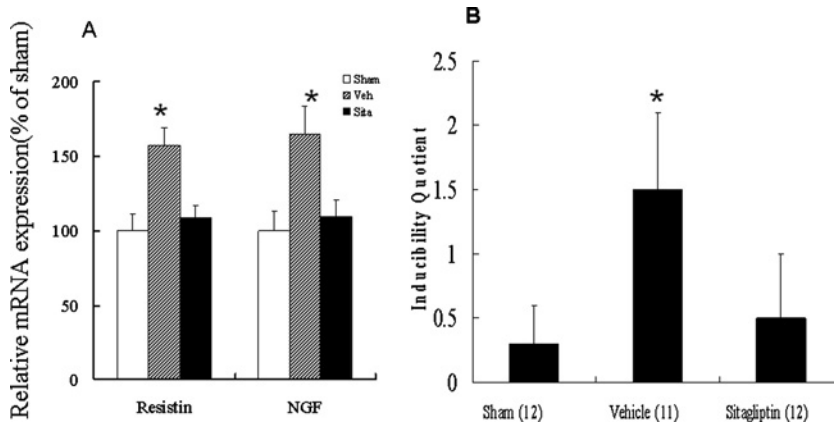 A
Relative mRNA expression(% of sham)
200
150
100
50
0
Sham
Veh
Sita
*
*
Resistin
NGF
B
Inducibility Quotient
2.5
2
1.5
1
0.5
0
*
Sham (12)
Vehicle (11)
Sitagliptin (12)